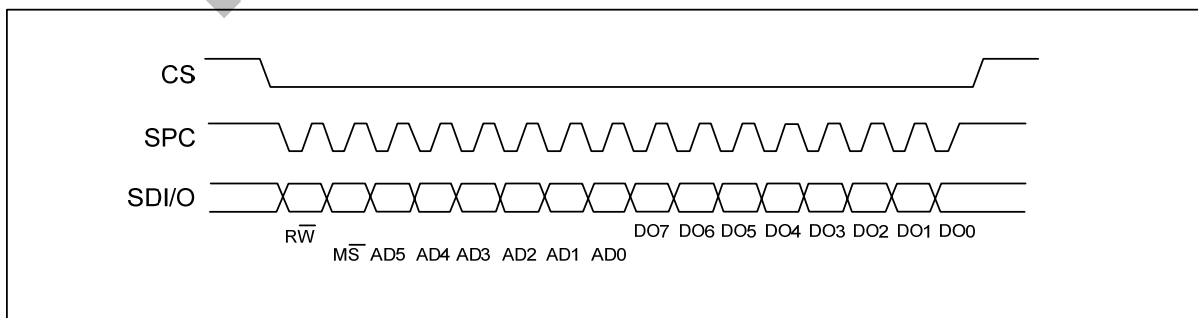 CS
SPC
SDI/O
RW̅
DO7 DO6 DO5 DO4 DO3 DO2 DO1 DO0
MS̅ AD5 AD4 AD3 AD2 AD1 AD0